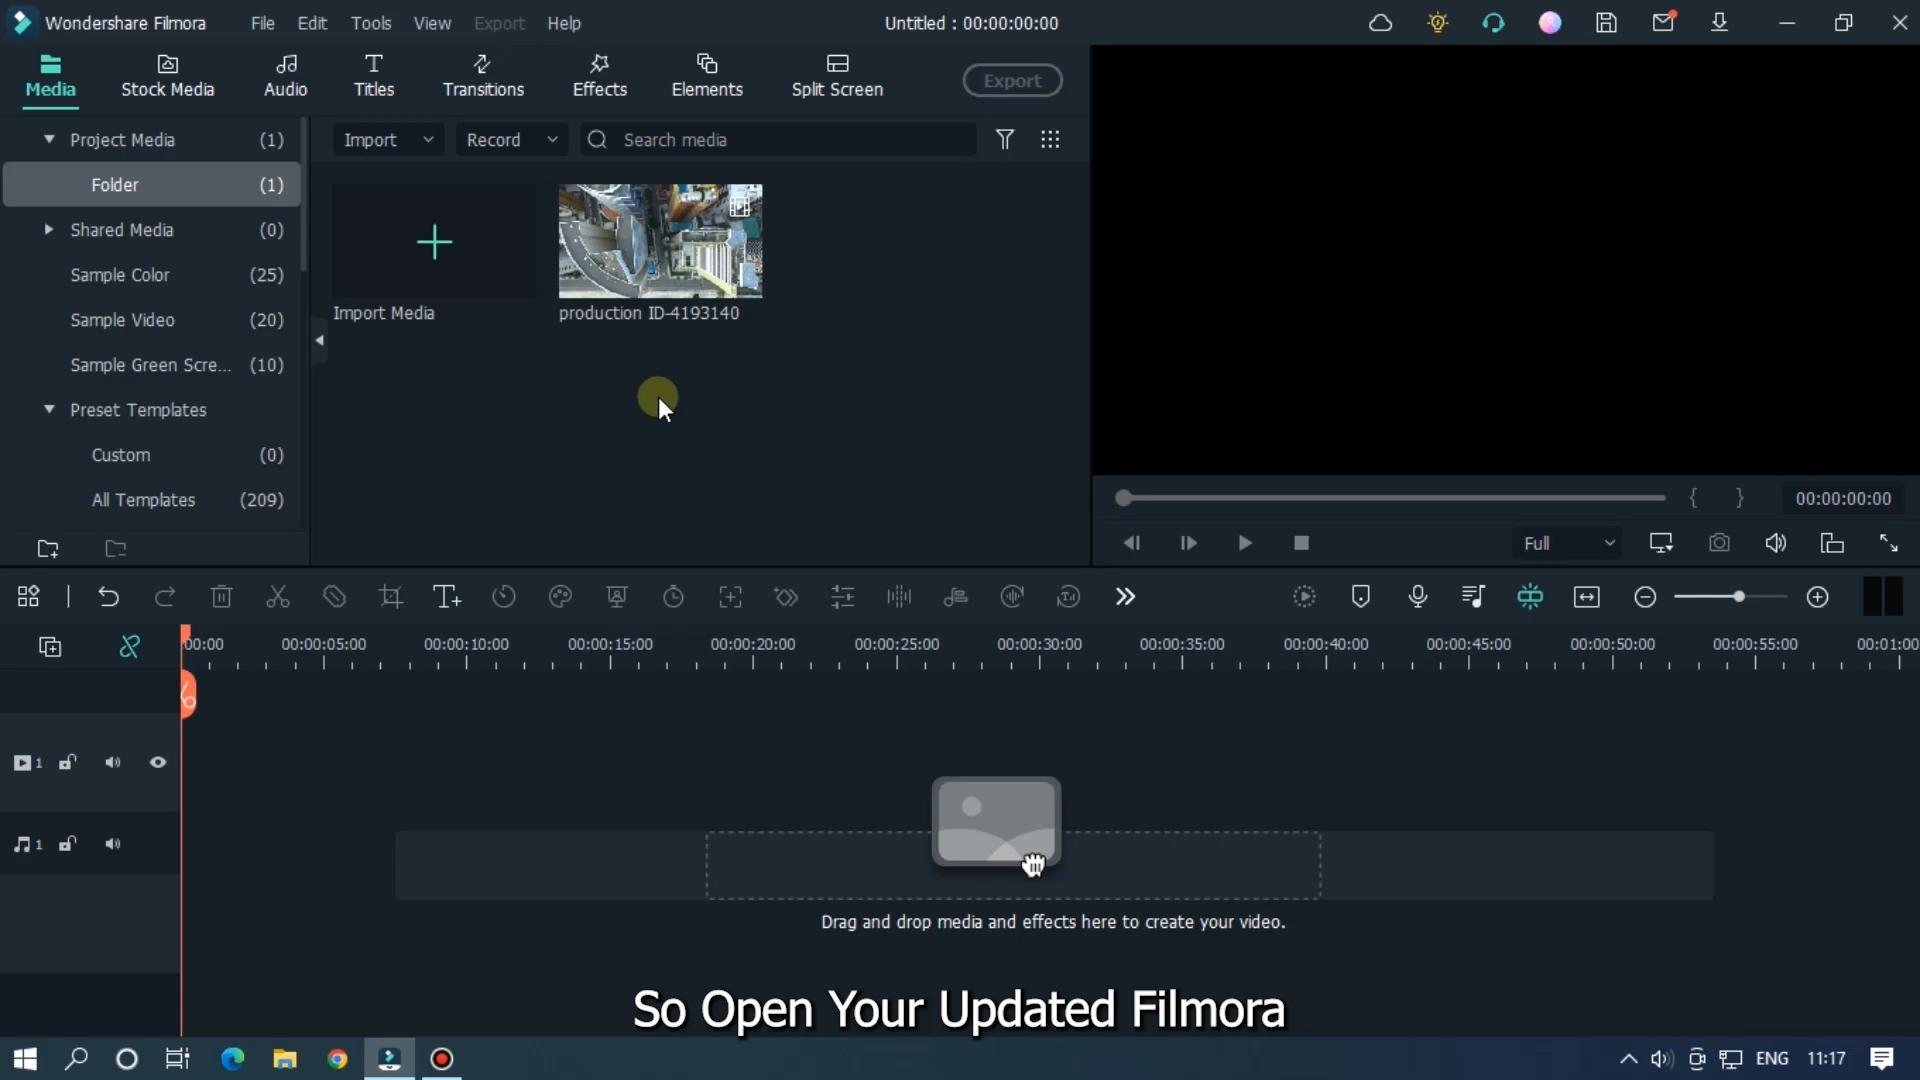 Wondershare Filmora
File Edit Tools View Export Help
Untitled : 00:00:00:00
Media
Stock Media
Audio
Titles
Transitions
Effects
Elements
Split Screen
Export
Project Media (1)
Folder (1)
Shared Media (0)
Sample Color (25)
Sample Video (20)
Sample Green Scre... (10)
Preset Templates
Custom (0)
All Templates (209)
Import
Record
Search media
Import Media
production ID-4193140
{ }
00:00:00:00
Full
00:00 00:00:05:00 00:00:10:00 00:00:15:00 00:00:20:00 00:00:25:00 00:00:30:00 00:00:35:00 00:00:40:00 00:00:45:00 00:00:50:00 00:00:55:00 00:01:00
1
1
Drag and drop media and effects here to create your video.
So Open Your Updated Filmora
ENG 11:17